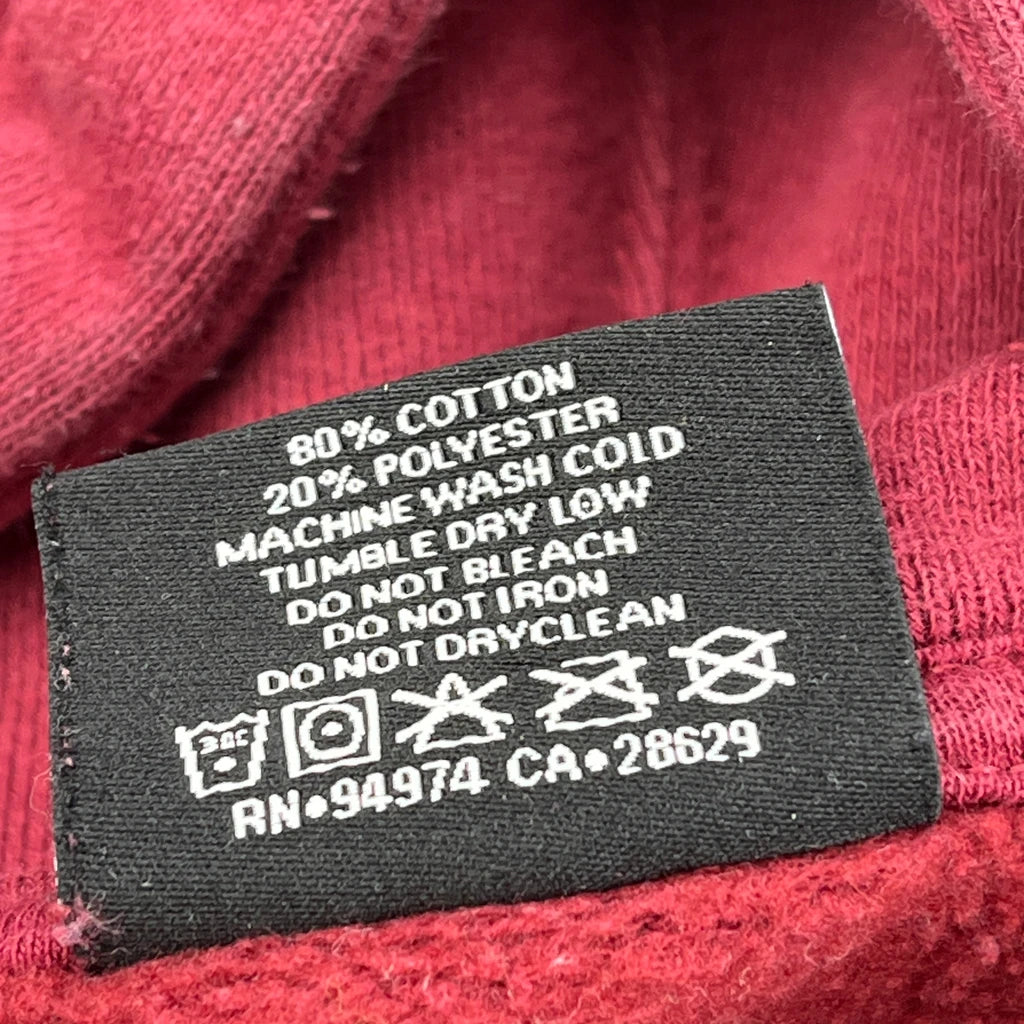 80% COTTON
20% POLYESTER
MACHINE WASH COLD
TUMBLE DRY LOW
DO NOT BLEACH
DO NOT IRON
DO NOT DRYCLEAN
30C
RN•94974 CA•28629